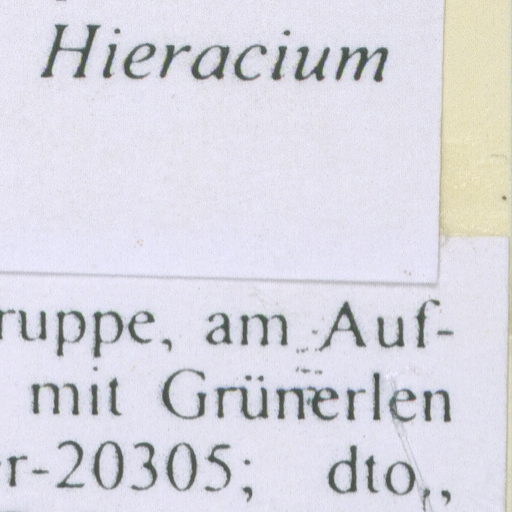 Hieracium
ruppe, am Auf-
mit Grünerlen
r-20305; dto.,